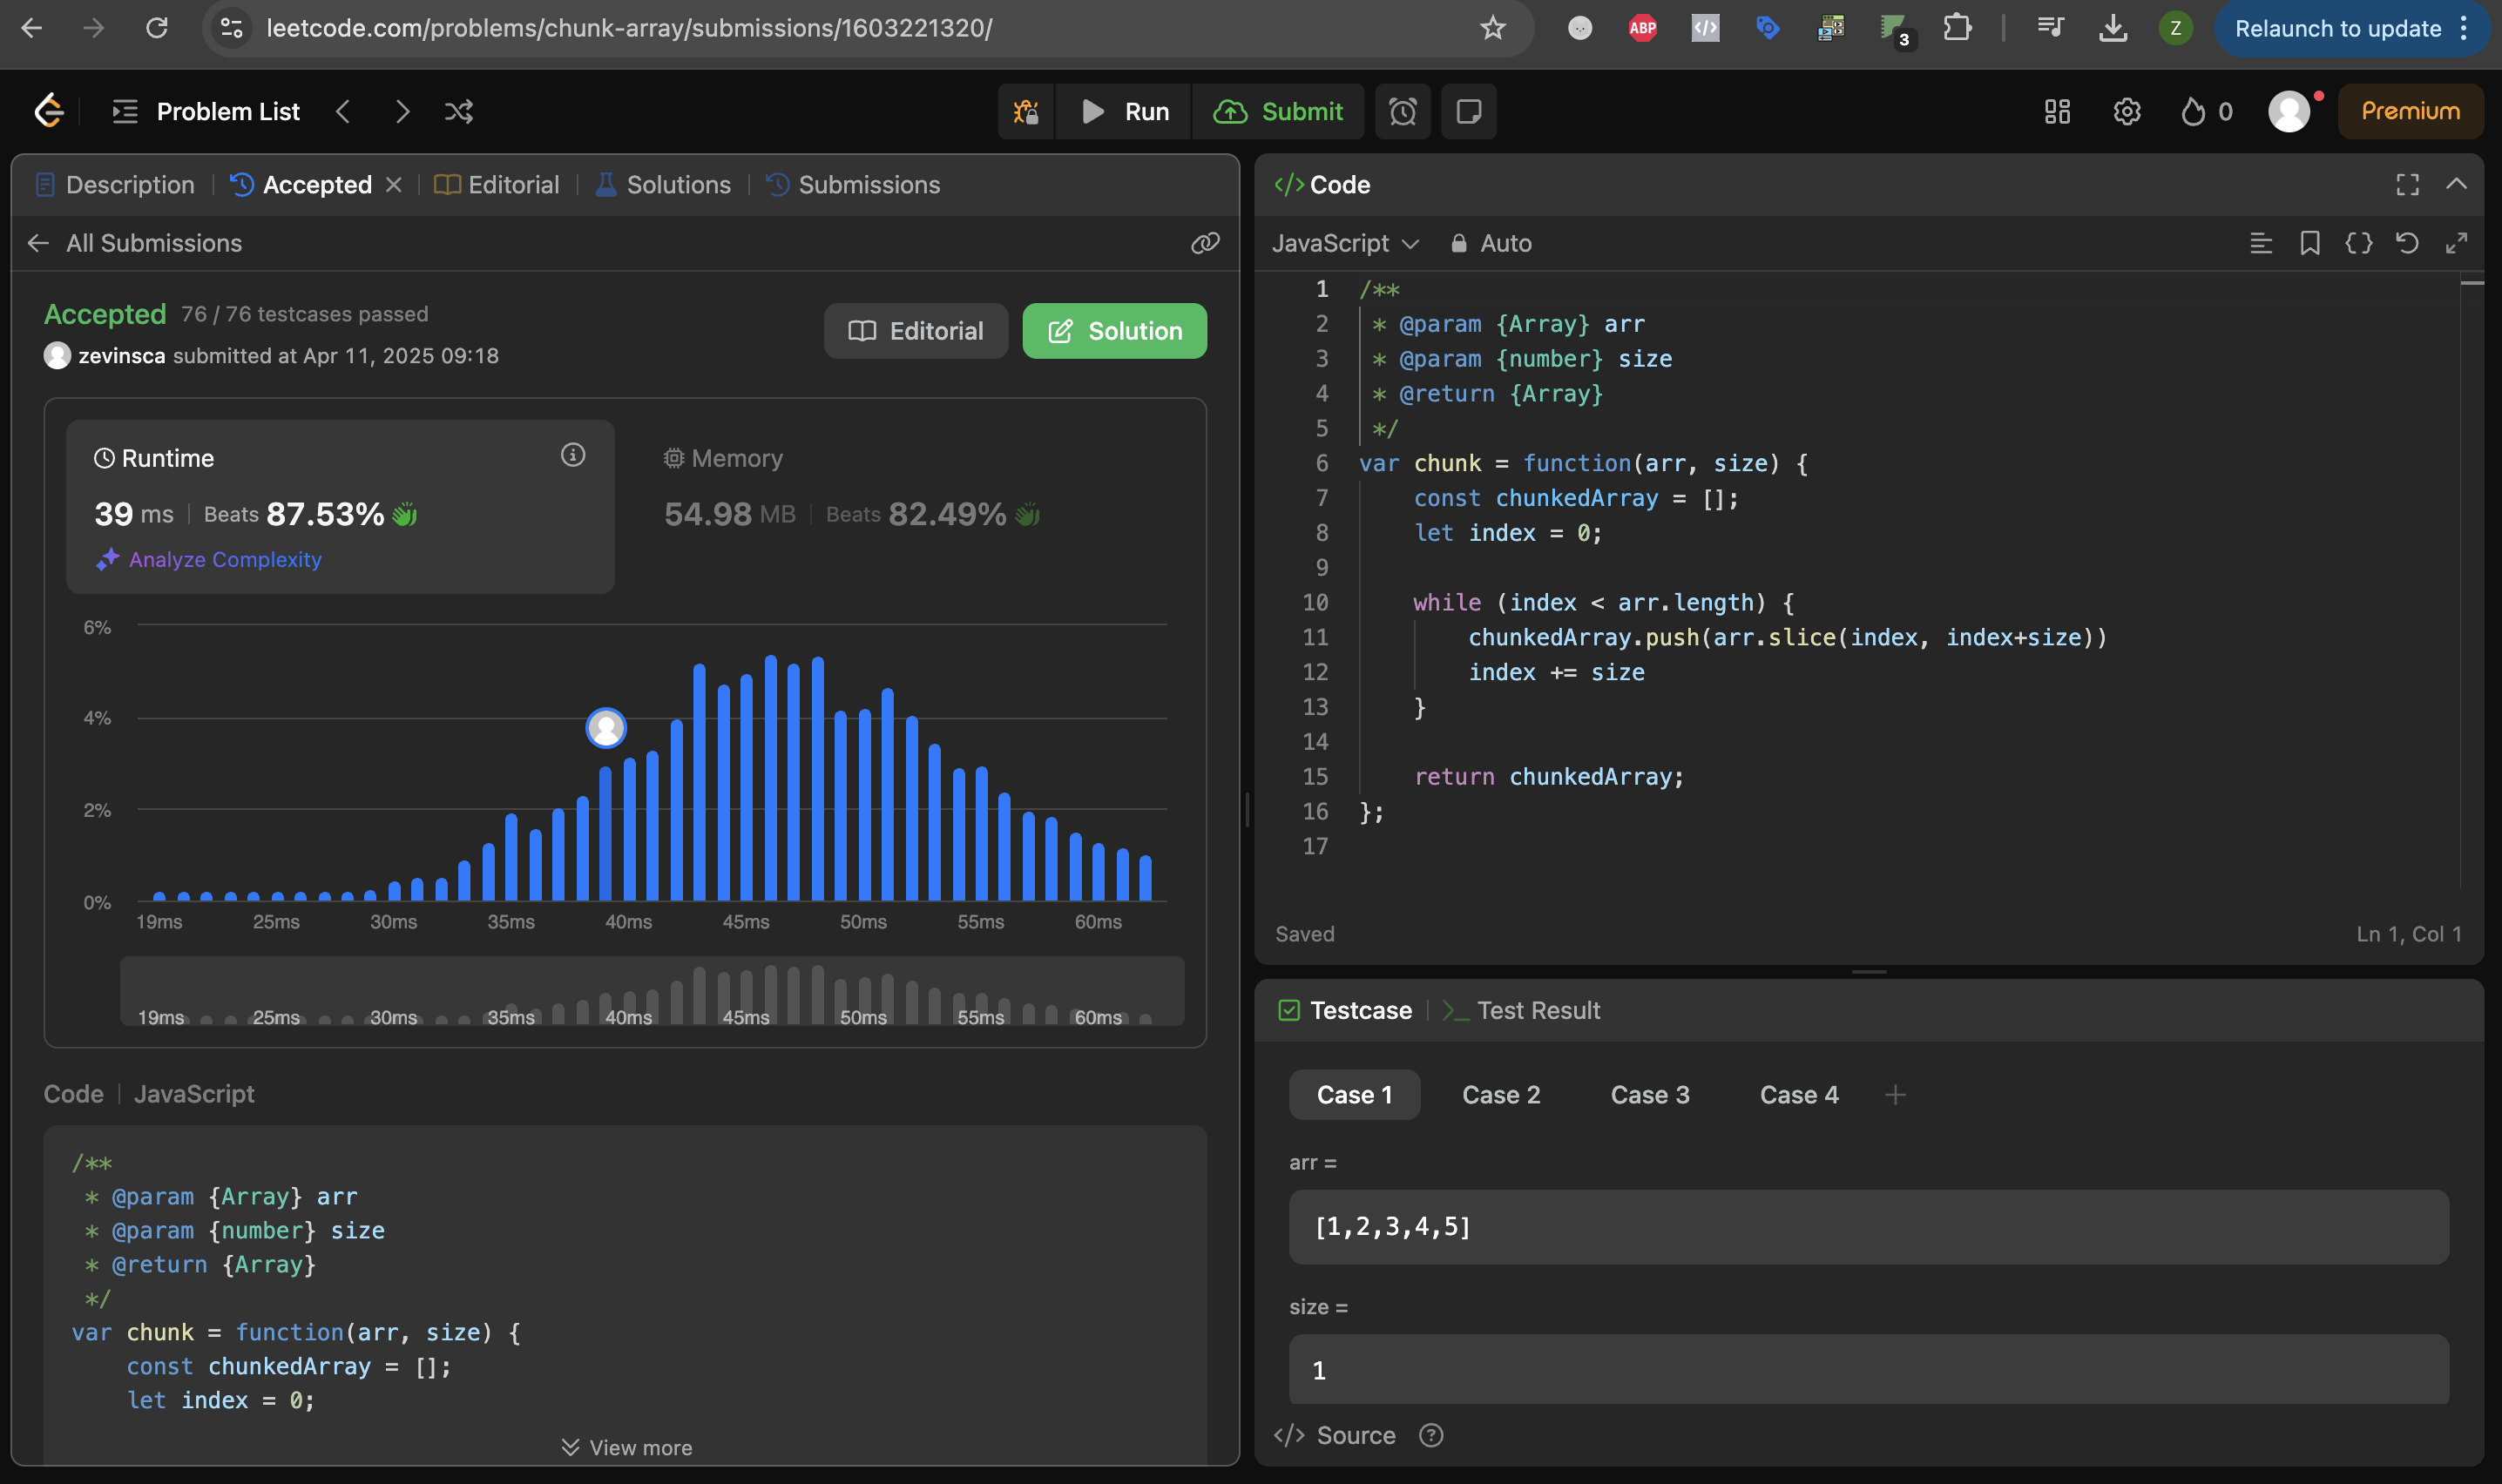 leetcode.com/problems/chunk-array/submissions/1603221320/
ABP
3
Z
Relaunch to update
Problem List
Run
Submit
0
Premium
Description
Accepted
Editorial
Solutions
Submissions
All Submissions
Accepted 76 / 76 testcases passed
zevinsca submitted at Apr 11, 2025 09:18
Editorial
Solution
Runtime
39 ms | Beats 87.53%
Analyze Complexity
Memory
54.98 MB | Beats 82.49%
6%
4%
2%
0%
19ms 25ms 30ms 35ms 40ms 45ms 50ms 55ms 60ms
19ms 25ms 30ms 35ms 40ms 45ms 50ms 55ms 60ms
Code | JavaScript
/**
 * @param {Array} arr
 * @param {number} size
 * @return {Array}
 */
var chunk = function(arr, size) {
    const chunkedArray = [];
    let index = 0;
View more
</> Code
JavaScript
Auto
1 /**
2  * @param {Array} arr
3  * @param {number} size
4  * @return {Array}
5  */
6 var chunk = function(arr, size) {
7     const chunkedArray = [];
8     let index = 0;
9
10     while (index < arr.length) {
11         chunkedArray.push(arr.slice(index, index+size))
12         index += size
13     }
14
15     return chunkedArray;
16 };
17
Saved
Ln 1, Col 1
Testcase
Test Result
Case 1
Case 2
Case 3
Case 4
arr =
[1,2,3,4,5]
size =
1
</> Source